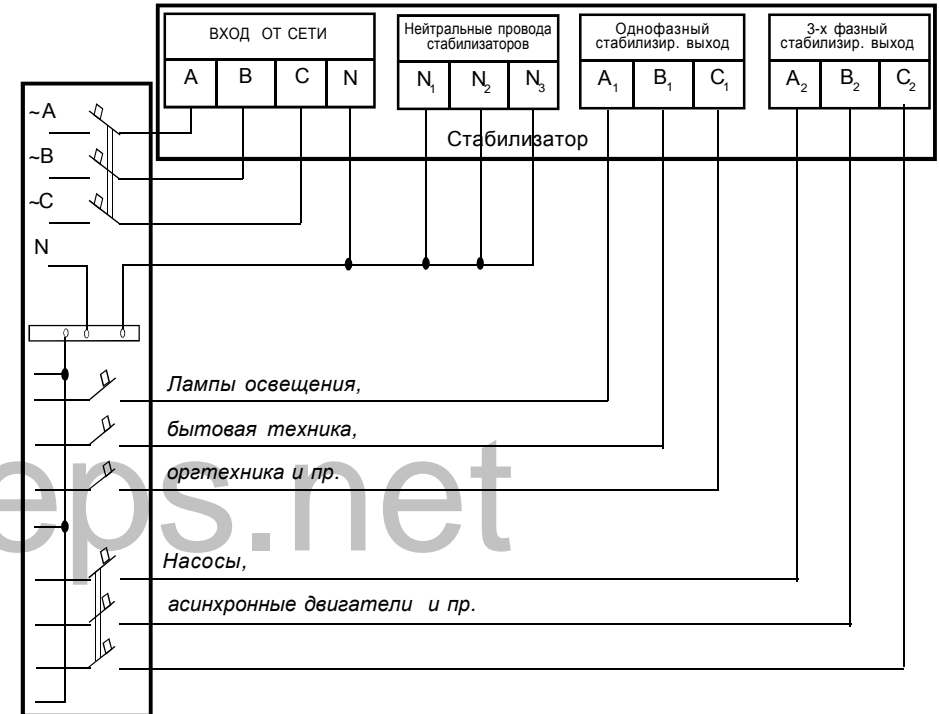 ВХОД ОТ СЕТИ
Нейтральные провода
стабилизаторов
Однофазный
стабилизир. выход
3-х фазный
стабилизир. выход
A B C N
N1 N2 N3
A1 B1 C1
A2 B2 C2
Стабилизатор
~A
~B
~C
N
Лампы освещения,
бытовая техника,
оргтехника и пр.
eps.net
Насосы,
асинхронные двигатели и пр.